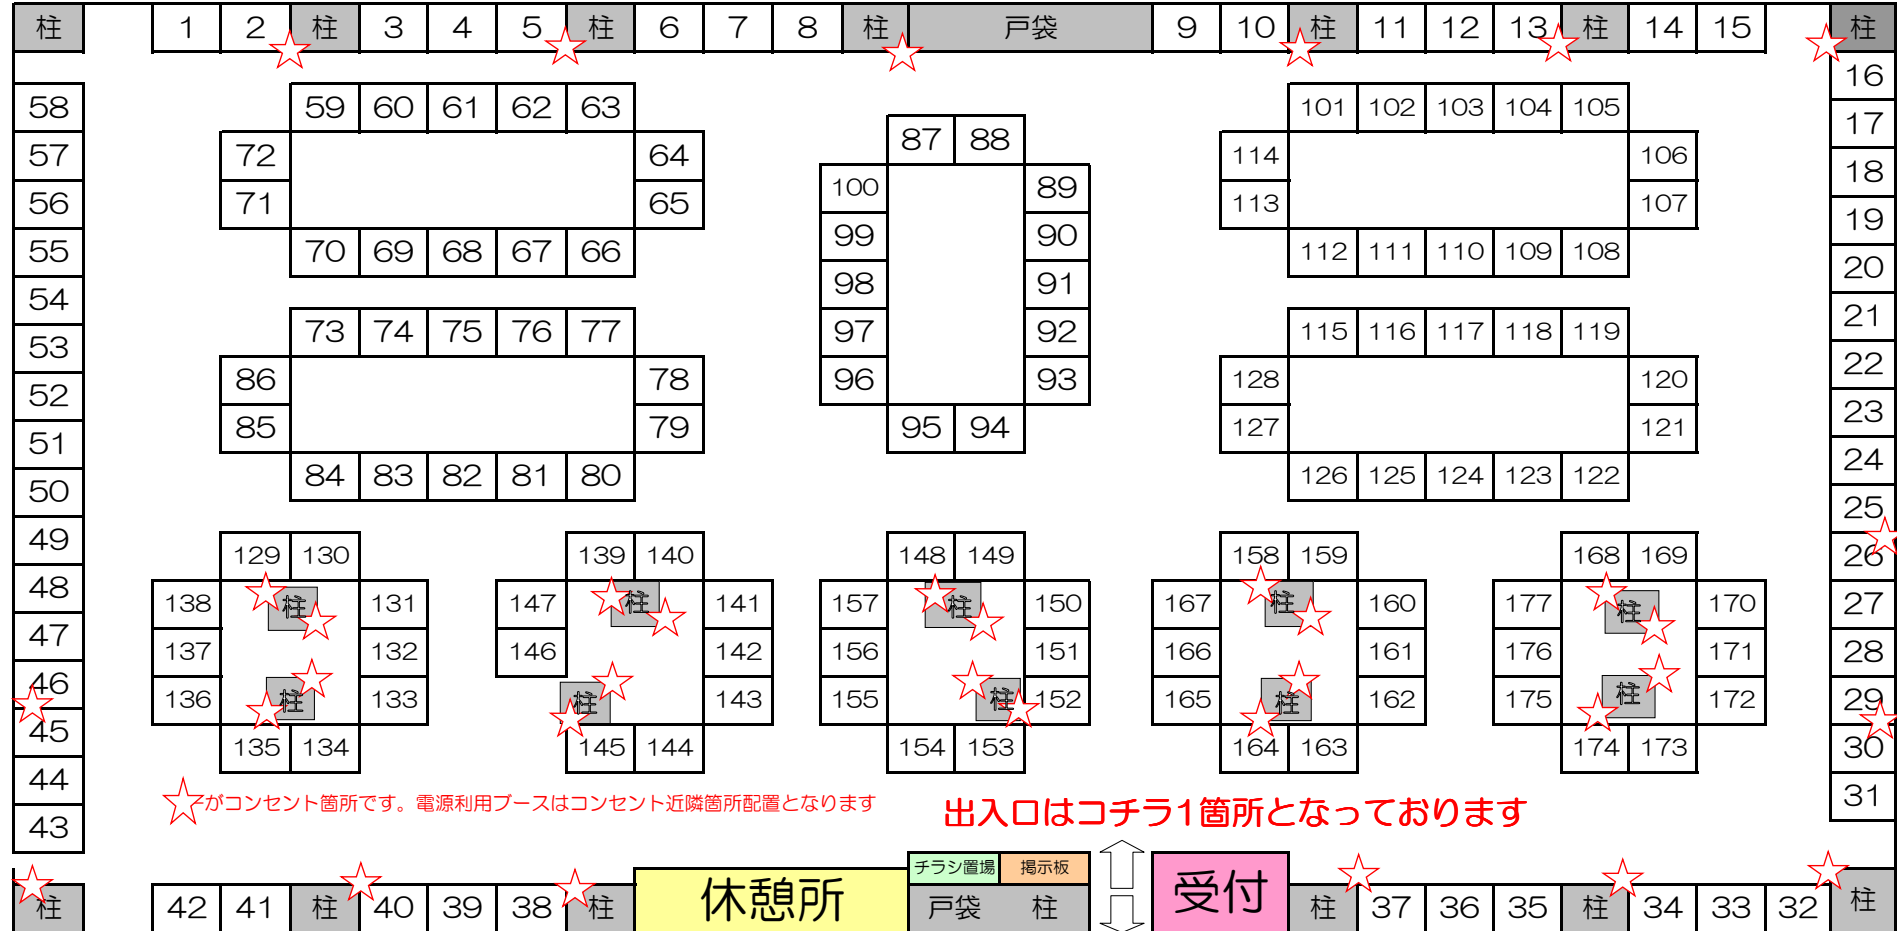 柱 1 2 柱 3 4 5 柱 6 7 8 柱 戸袋 9 10 柱 11 12 13 柱 14 15 柱
16
58 59 60 61 62 63 101 102 103 104 105
17
87 88
57 72 64 114 106
18
100 89
56 71 65 113 107
19
99 90
55 70 69 68 67 66 112 111 110 109 108
20
98 91
54
21
53 73 74 75 76 77 97 92 115 116 117 118 119
22
52 86 78 96 93 128 120
23
51 85 79 95 94 127 121
24
50 84 83 82 81 80 126 125 124 123 122
25
49 129 130 139 140 148 149 158 159 168 169
26
48 138 柱 131 147 柱 141 157 柱 150 167 柱 160 177 柱 170
27
47 137 132 146 142 156 151 166 161 176 171
28
46 136 柱 133 柱 143 155 柱 152 165 柱 162 175 柱 172
29
45 135 134 145 144 154 153 164 163 174 173
30
44
31
がコンセント箇所です。電源利用ブースはコンセント近隣箇所配置となります
出入口はコチラ1箇所となっております
43
チラシ置場 掲示板
柱 42 41 柱 40 39 38 柱 休憩所 戸袋 柱 受付 柱 37 36 35 柱 34 33 32 柱